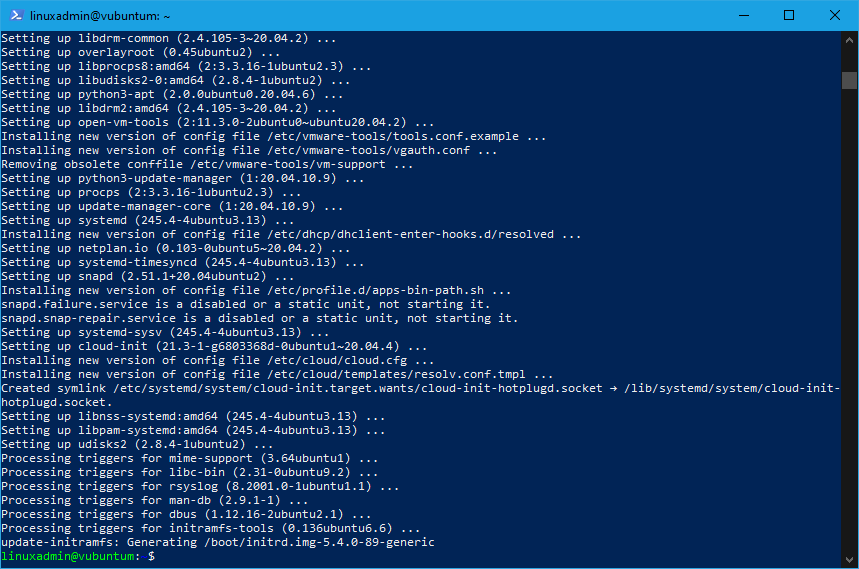 linuxadmin@vubuntum: ~
Setting up libdrm-common (2.4.105-3~20.04.2) ...
Setting up overlayroot (0.45ubuntu2) ...
Setting up libprocps8:amd64 (2:3.3.16-1ubuntu2.3) ...
Setting up libudisks2-0:amd64 (2.8.4-1ubuntu2) ...
Setting up python3-apt (2.0.0ubuntu0.20.04.6) ...
Setting up libdrm2:amd64 (2.4.105-3~20.04.2) ...
Setting up open-vm-tools (2:11.3.0-2ubuntu0~ubuntu20.04.2) ...
Installing new version of config file /etc/vmware-tools/tools.conf.example ...
Installing new version of config file /etc/vmware-tools/vgauth.conf ...
Removing obsolete conffile /etc/vmware-tools/vm-support ...
Setting up python3-update-manager (1:20.04.10.9) ...
Setting up procps (2:3.3.16-1ubuntu2.3) ...
Setting up update-manager-core (1:20.04.10.9) ...
Setting up systemd (245.4-4ubuntu3.13) ...
Installing new version of config file /etc/dhcp/dhclient-enter-hooks.d/resolved ...
Setting up netplan.io (0.103-0ubuntu5~20.04.2) ...
Setting up systemd-timesyncd (245.4-4ubuntu3.13) ...
Setting up snapd (2.51.1+20.04ubuntu2) ...
Installing new version of config file /etc/profile.d/apps-bin-path.sh ...
snapd.failure.service is a disabled or a static unit, not starting it.
snapd.snap-repair.service is a disabled or a static unit, not starting it.
Setting up systemd-sysv (245.4-4ubuntu3.13) ...
Setting up cloud-init (21.3-1-g6803368d-0ubuntu1~20.04.4) ...
Installing new version of config file /etc/cloud/cloud.cfg ...
Installing new version of config file /etc/cloud/templates/resolv.conf.tmpl ...
Created symlink /etc/systemd/system/cloud-init.target.wants/cloud-init-hotplugd.socket → /lib/systemd/system/cloud-init-
hotplugd.socket.
Setting up libnss-systemd:amd64 (245.4-4ubuntu3.13) ...
Setting up libpam-systemd:amd64 (245.4-4ubuntu3.13) ...
Setting up udisks2 (2.8.4-1ubuntu2) ...
Processing triggers for mime-support (3.64ubuntu1) ...
Processing triggers for libc-bin (2.31-0ubuntu9.2) ...
Processing triggers for rsyslog (8.2001.0-1ubuntu1.1) ...
Processing triggers for man-db (2.9.1-1) ...
Processing triggers for dbus (1.12.16-2ubuntu2.1) ...
Processing triggers for initramfs-tools (0.136ubuntu6.6) ...
update-initramfs: Generating /boot/initrd.img-5.4.0-89-generic
linuxadmin@vubuntum: $